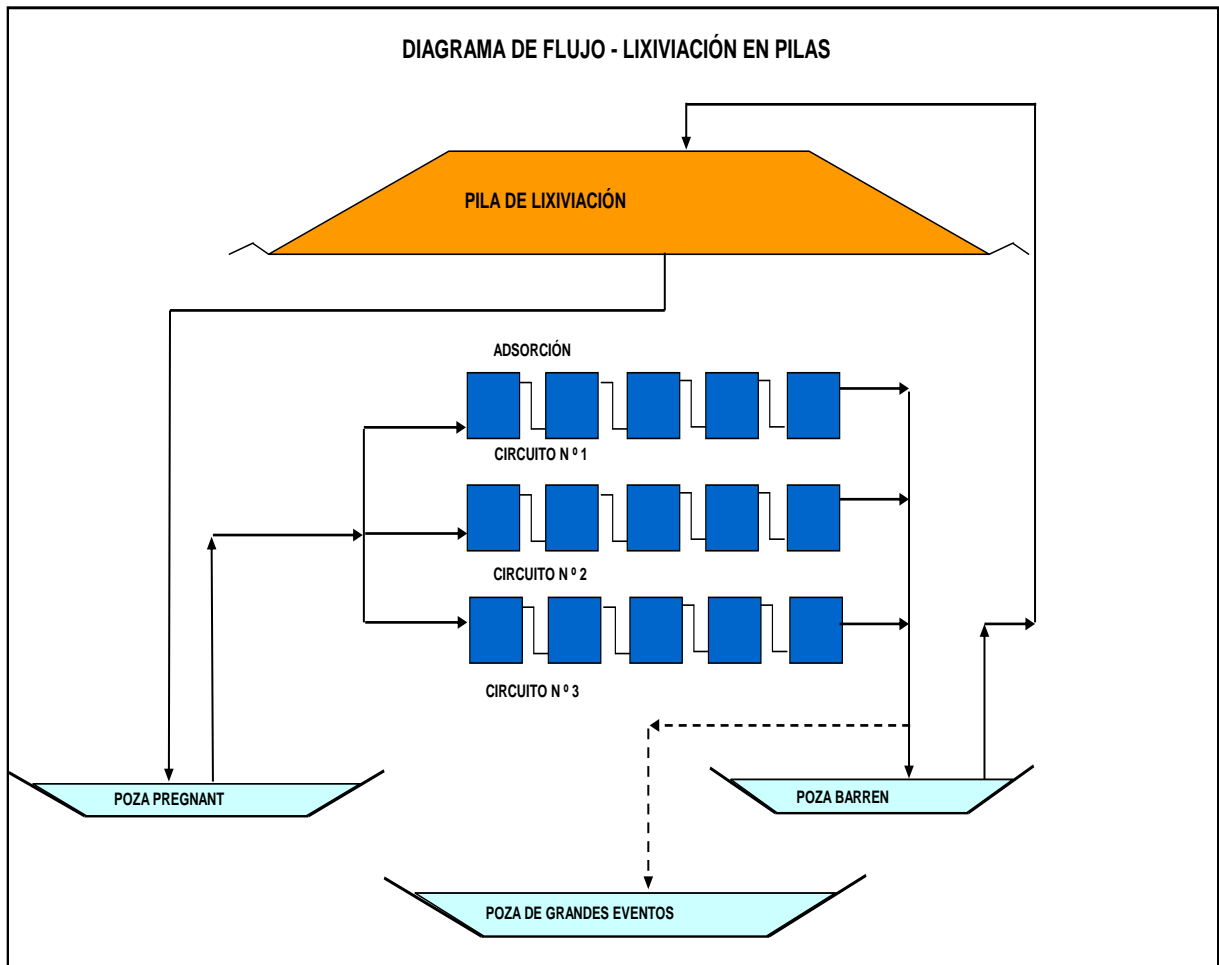 DIAGRAMA DE FLUJO - LIXIVIACIÓN EN PILAS
PILA DE LIXIVIACIÓN
ADSORCIÓN
CIRCUITO N º 1
CIRCUITO N º 2
CIRCUITO N º 3
POZA PREGNANT
POZA BARREN
POZA DE GRANDES EVENTOS